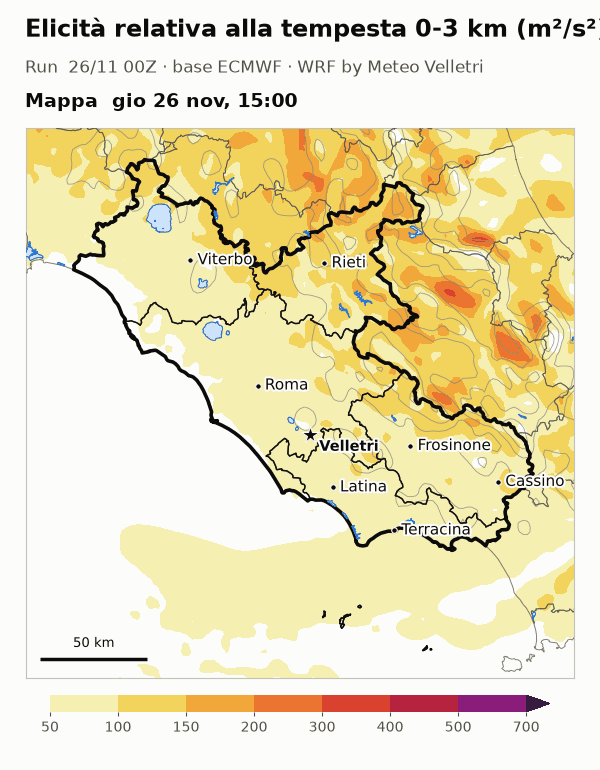 Elicità relativa alla tempesta 0-3 km (m²/s²)
Run 26/11 00Z · base ECMWF · WRF by Meteo Velletri
Mappa gio 26 nov, 15:00
Viterbo
Rieti
Roma
Velletri
Frosinone
Cassino
Latina
Terracina
50 km
50 100 150 200 300 400 500 700